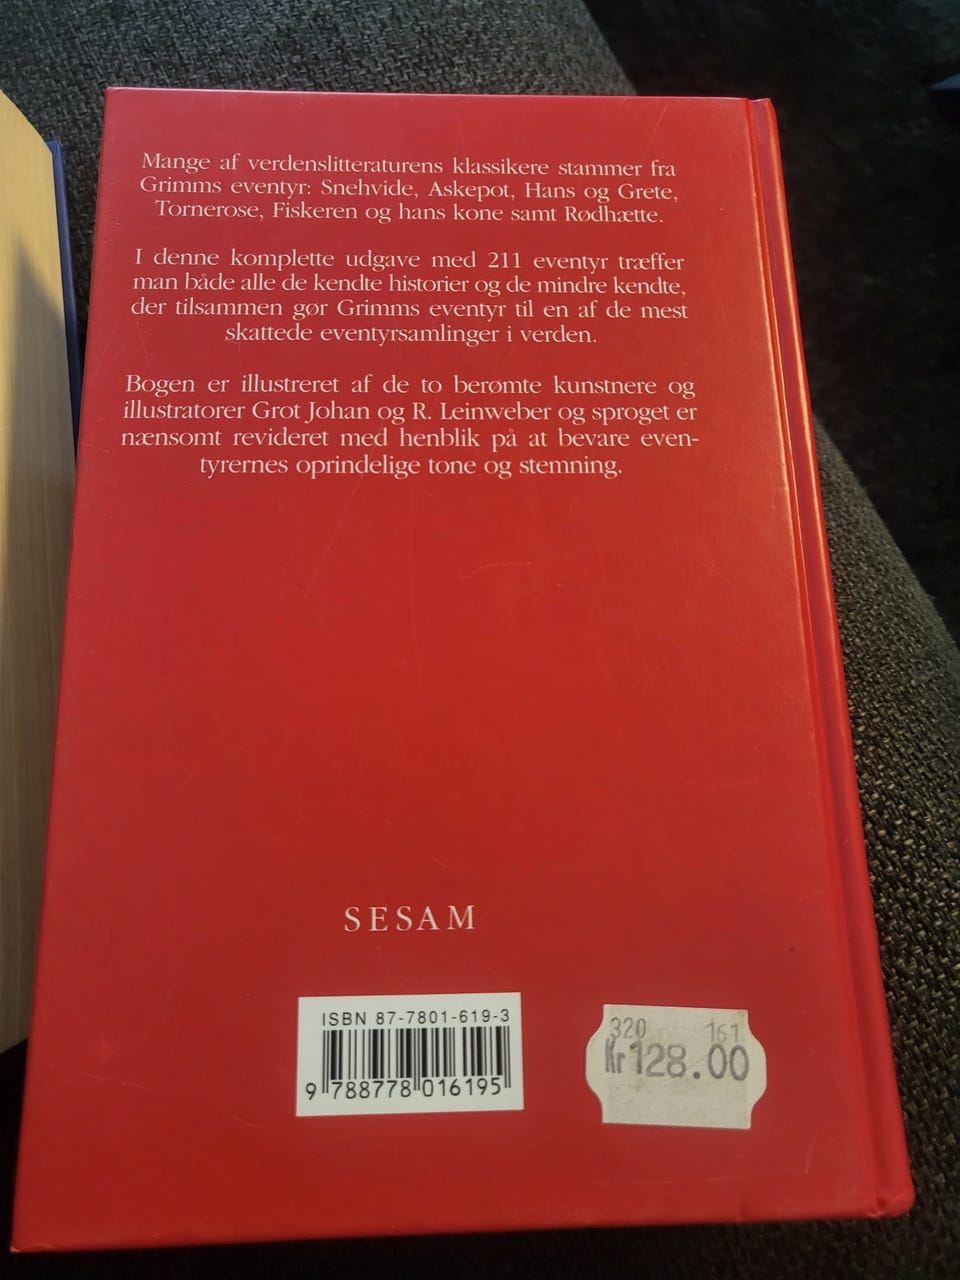 Mange af verdenslitteraturens klassikere stammer fra
Grimms eventyr: Snehvide, Askepot, Hans og Grete,
Tornerose, Fiskeren og hans kone samt Rødhætte.
I denne komplette udgave med 211 eventyr træffer
man både alle de kendte historier og de mindre kendte,
der tilsammen gør Grimms eventyr til en af de mest
skattede eventyrsamlinger i verden.
Bogen er illustreret af de to berømte kunstnere og
illustratorer Grot Johan og R. Leinweber og sproget er
nænsomt revideret med henblik på at bevare even-
tyrernes oprindelige tone og stemning.
SESAM
ISBN 87-7801-619-3
9 788778 016195
320 161
Kr 128.00